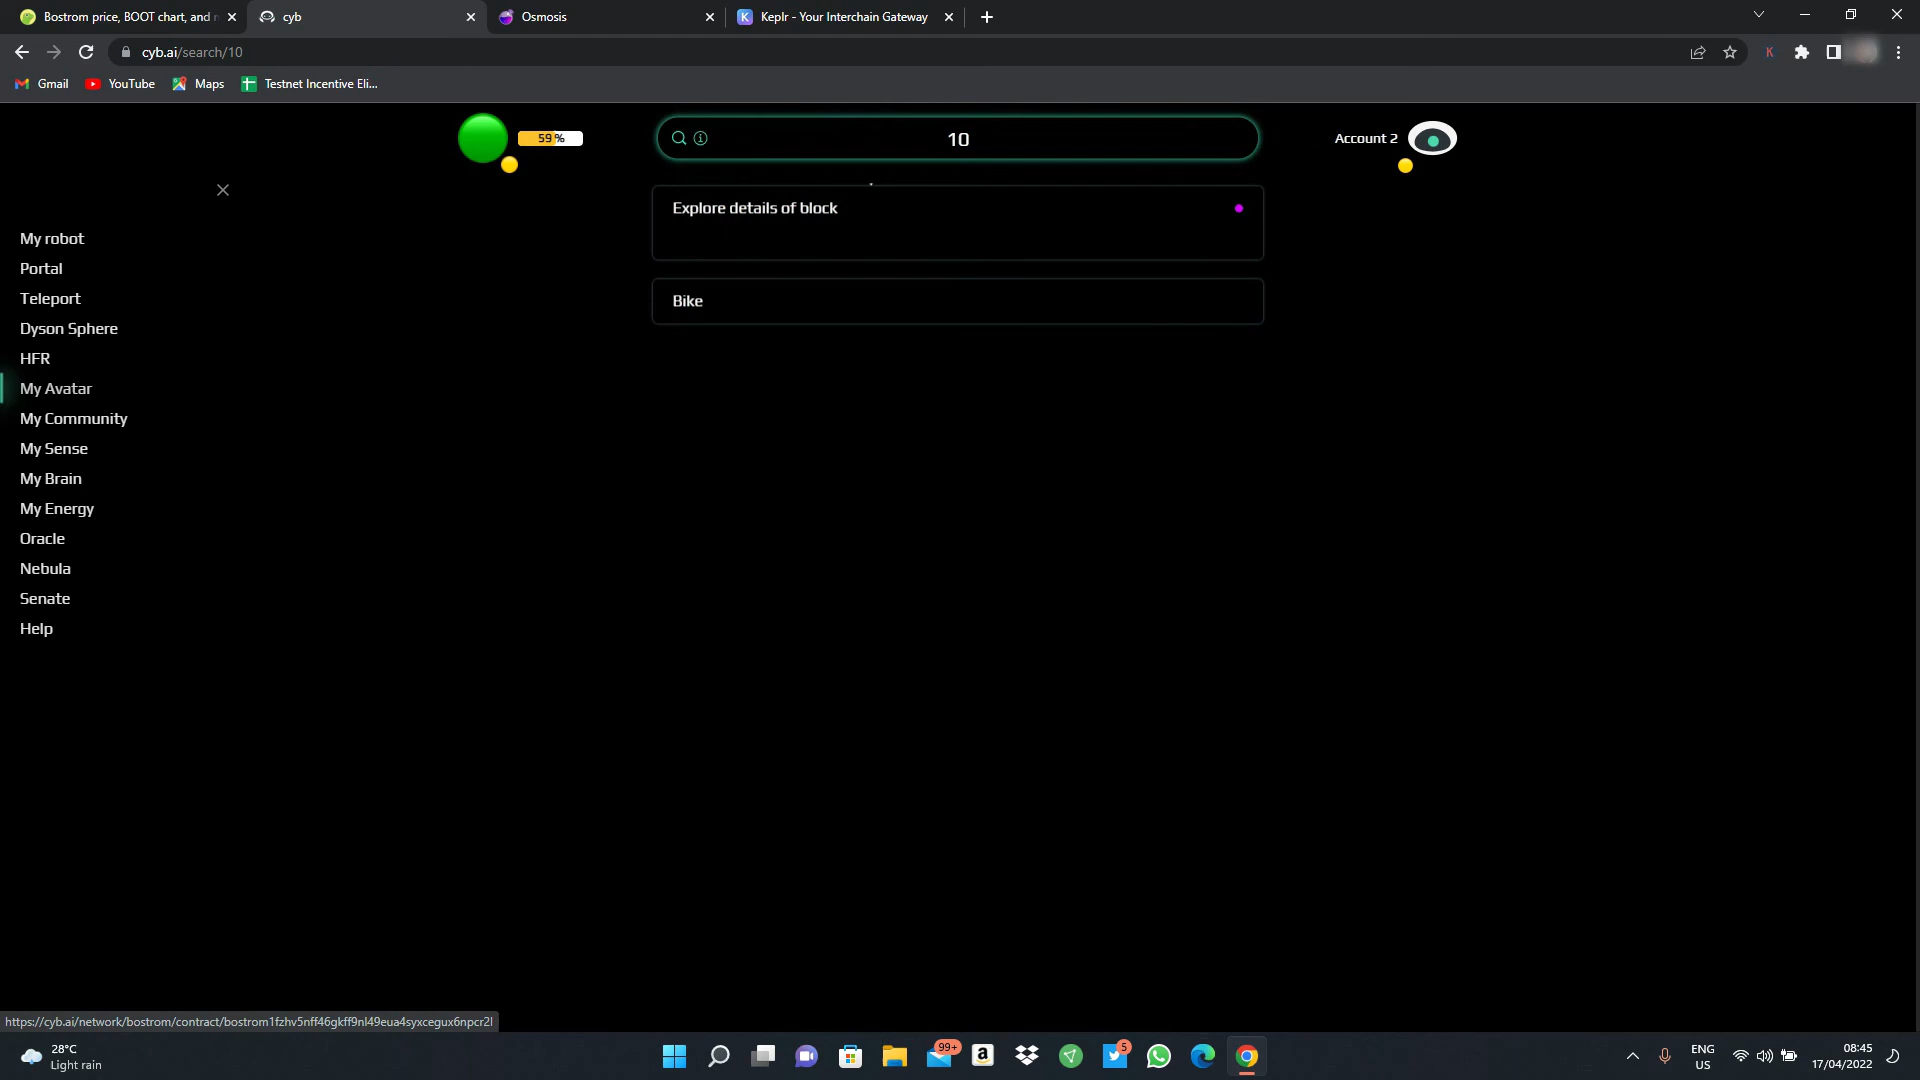 Bostrom price, BOOT chart, and
cyb
Osmosis
Keplr - Your Interchain Gateway
cyb.ai/search/10
K
Gmail
YouTube
Maps
Testnet Incentive Eli...
59 %
10
Account 2
Explore details of block
Bike
My robot
Portal
Teleport
Dyson Sphere
HFR
My Avatar
My Community
My Sense
My Brain
My Energy
Oracle
Nebula
Senate
Help
https://cyb.ai/network/bostrom/contract/bostrom1fzhv5nff46gkff9nl49eua4syxcegux6npcr2l
28°C
Light rain
99+
a
5
ENG
US
08:45
17/04/2022